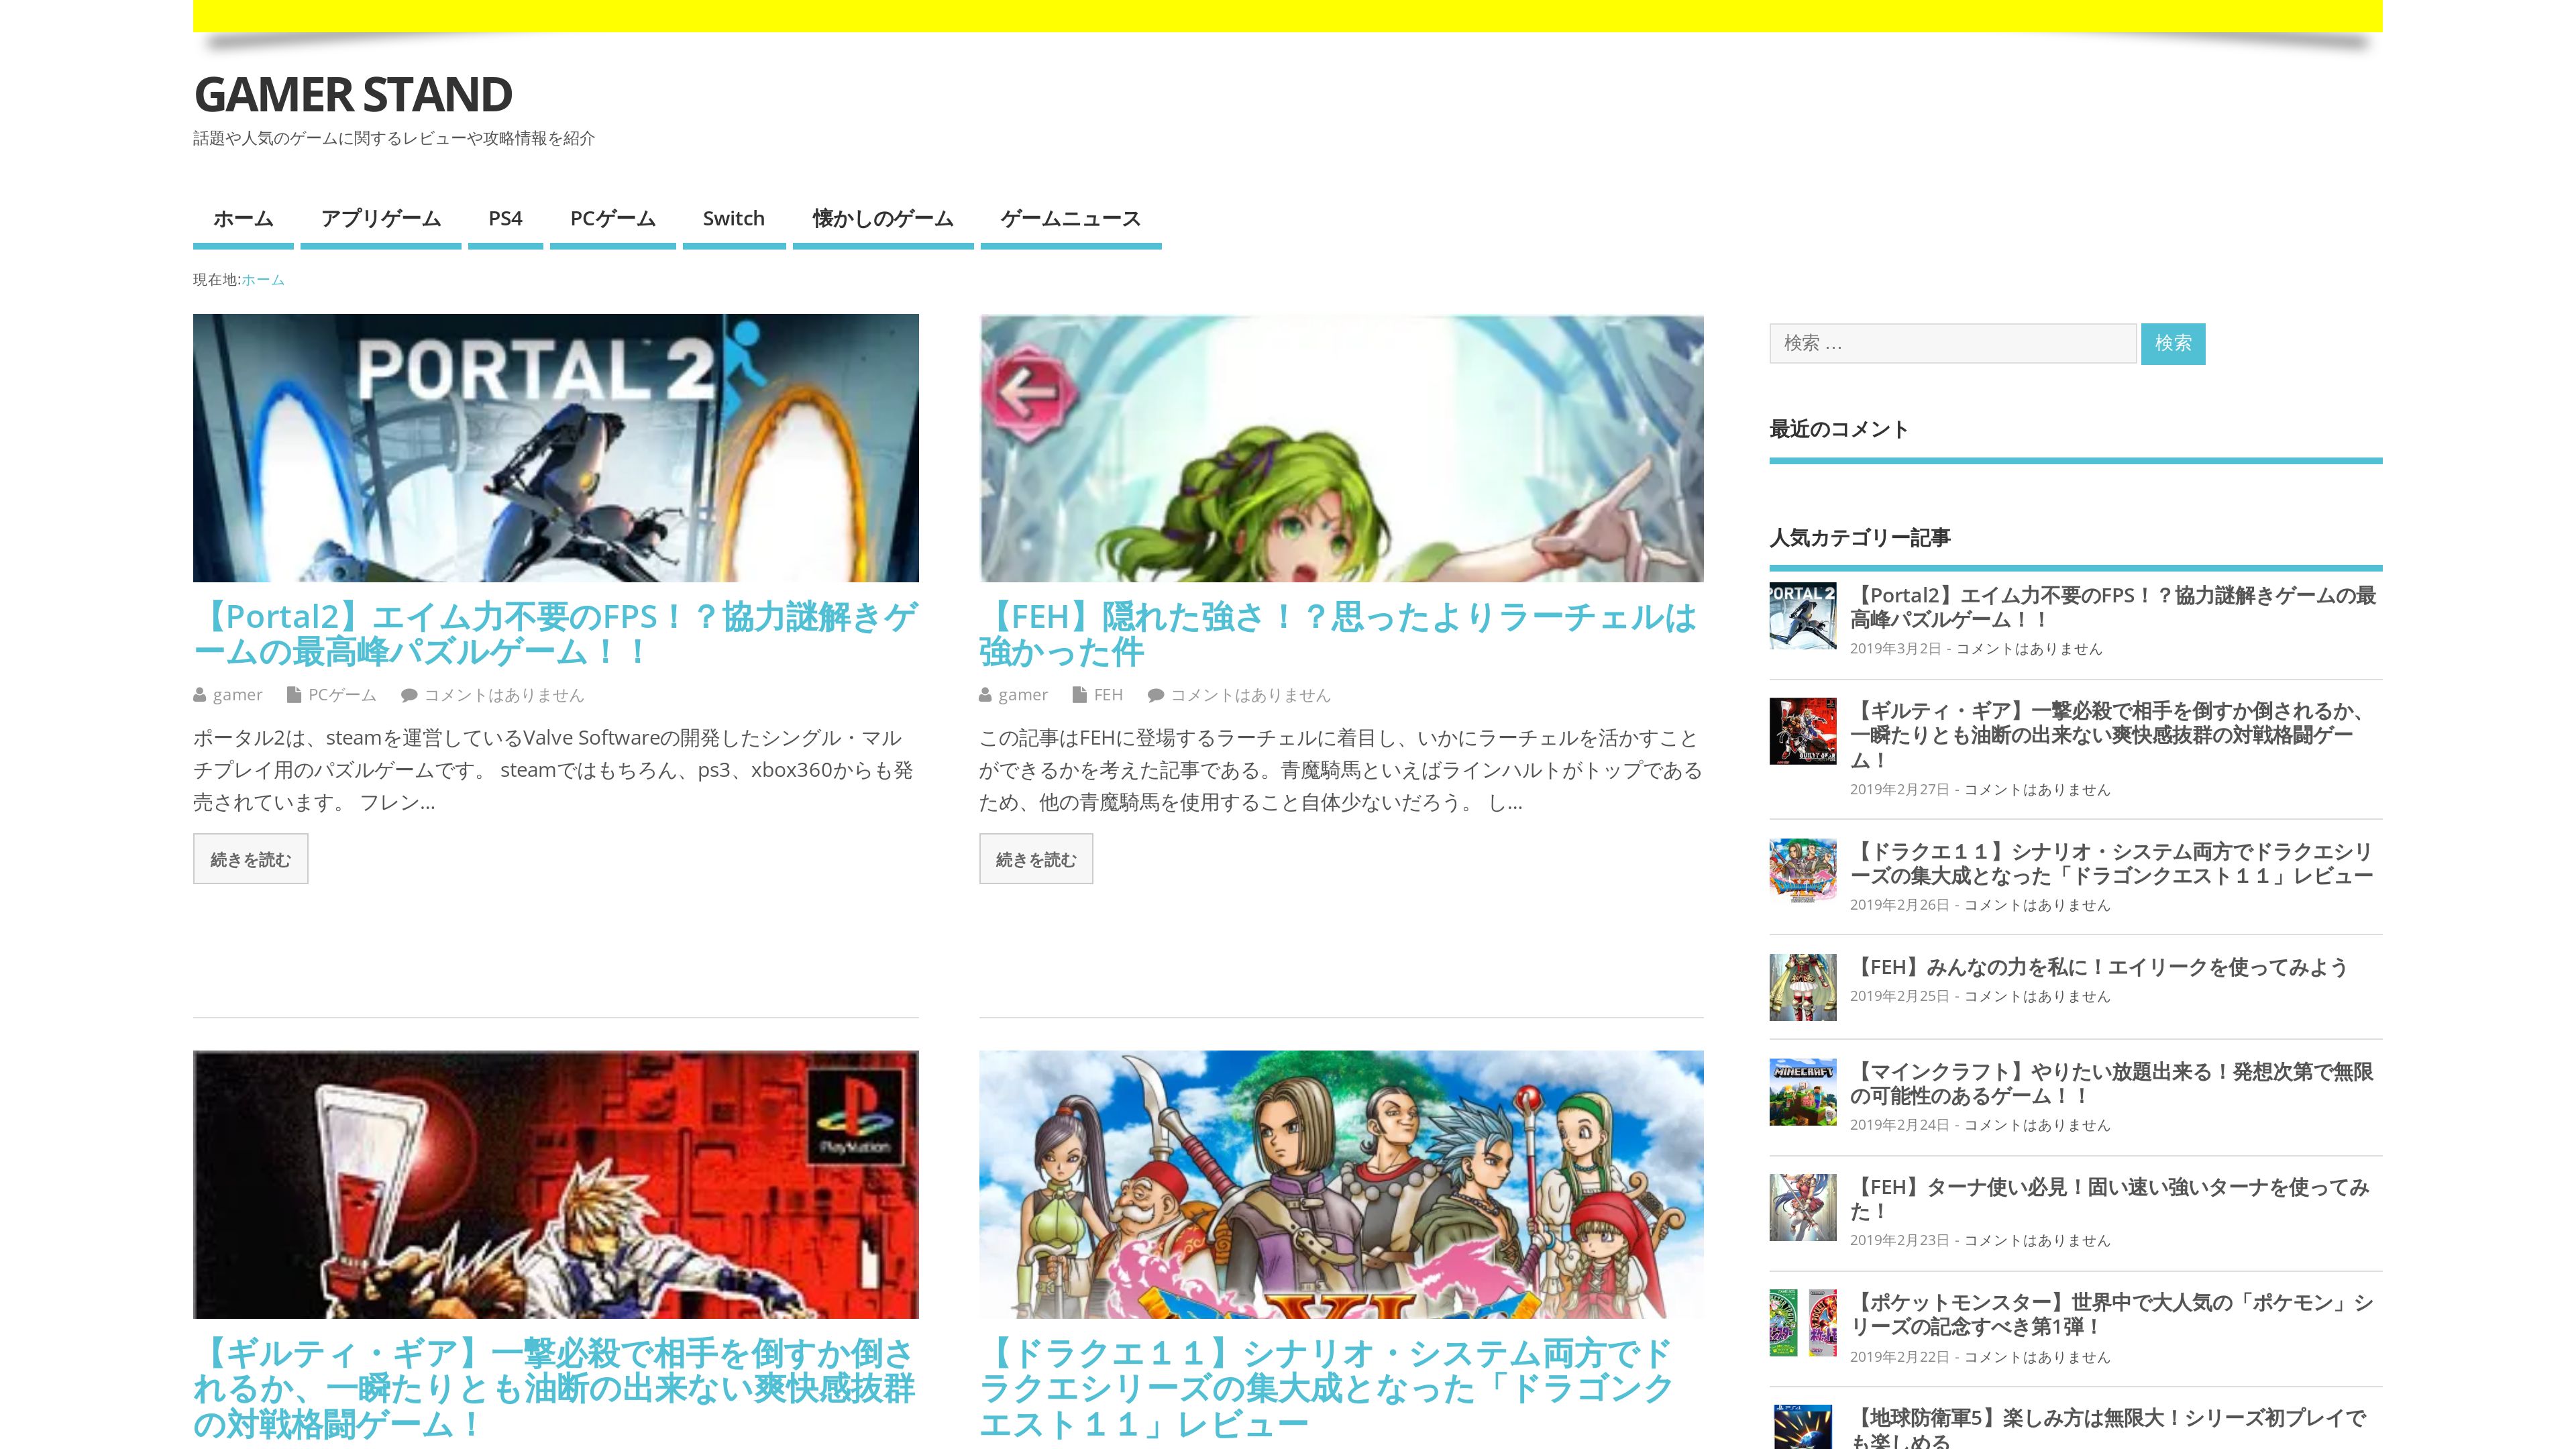 GAMER STAND
話題や人気のゲームに関するレビューや攻略情報を紹介
ホーム アプリゲーム PS4 PCゲーム Switch 懐かしのゲーム ゲームニュース
現在地:ホーム
PORTAL 2
【Portal2】エイム力不要のFPS！？協力謎解きゲ
ームの最高峰パズルゲーム！！
gamer PCゲーム コメントはありません
ポータル2は、steamを運営しているValve Softwareの開発したシングル・マル
チプレイ用のパズルゲームです。 steamではもちろん、ps3、xbox360からも発
売されています。 フレン...
続きを読む
【FEH】隠れた強さ！？思ったよりラーチェルは
強かった件
gamer FEH コメントはありません
この記事はFEHに登場するラーチェルに着目し、いかにラーチェルを活かすこと
ができるかを考えた記事である。青魔騎馬といえばラインハルトがトップである
ため、他の青魔騎馬を使用すること自体少ないだろう。 し...
続きを読む
PlayStation
【ギルティ・ギア】一撃必殺で相手を倒すか倒さ
れるか、一瞬たりとも油断の出来ない爽快感抜群
の対戦格闘ゲーム！
XI
【ドラクエ１１】シナリオ・システム両方でド
ラクエシリーズの集大成となった「ドラゴンク
エスト１１」レビュー
検索 …
検索
最近のコメント
人気カテゴリー記事
PORTAL 2
【Portal2】エイム力不要のFPS！？協力謎解きゲームの最
高峰パズルゲーム！！
2019年3月2日 - コメントはありません
【ギルティ・ギア】一撃必殺で相手を倒すか倒されるか、
一瞬たりとも油断の出来ない爽快感抜群の対戦格闘ゲー
ム！
2019年2月27日 - コメントはありません
【ドラクエ１１】シナリオ・システム両方でドラクエシリ
ーズの集大成となった「ドラゴンクエスト１１」レビュー
2019年2月26日 - コメントはありません
【FEH】みんなの力を私に！エイリークを使ってみよう
2019年2月25日 - コメントはありません
MINECRAFT
【マインクラフト】やりたい放題出来る！発想次第で無限
の可能性のあるゲーム！！
2019年2月24日 - コメントはありません
【FEH】ターナ使い必見！固い速い強いターナを使ってみ
た！
2019年2月23日 - コメントはありません
【ポケットモンスター】世界中で大人気の「ポケモン」シ
リーズの記念すべき第1弾！
2019年2月22日 - コメントはありません
【地球防衛軍5】楽しみ方は無限大！シリーズ初プレイで
も楽しめる